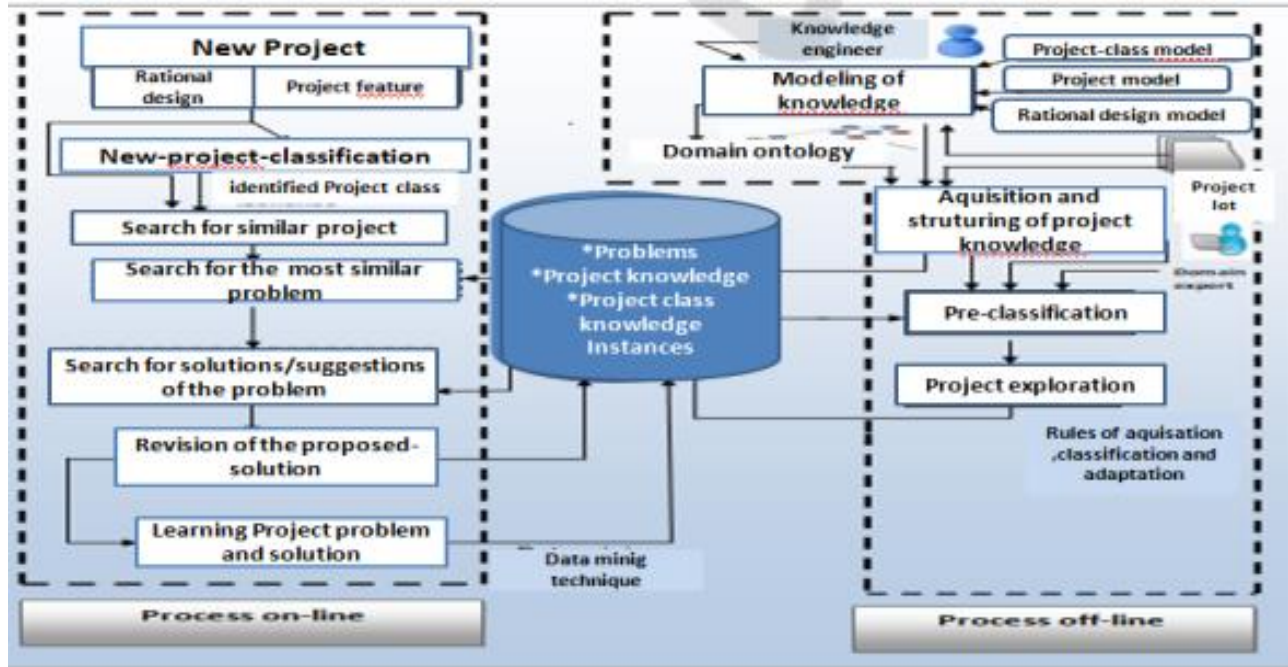 New Project
Rational
design
Project feature
New-project-classification
identified Project class
Search for similar project
Search for the most similar
problem
Search for solutions/suggestions
of the problem
Revision of the proposed-
solution
Learning Project problem
and solution
Process on-line
*Problems
*Project knowledge
*Project class
knowledge
Instances
Data minig
technique
Knowledge
engineer
Modeling of
knowledge
Project-class model
Project model
Rational design model
Domain ontology
Project
lot
Aquisition and
struturing of project
knowledge
Domain
expert
Pre-classification
Project exploration
Rules of aquisation
,classification and
adaptation
Process off-line